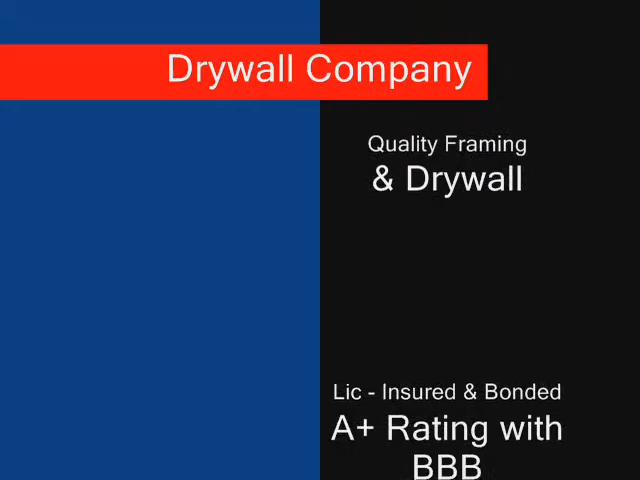 Drywall Company
Quality Framing
& Drywall
Lic - Insured & Bonded
A+ Rating with
BBB